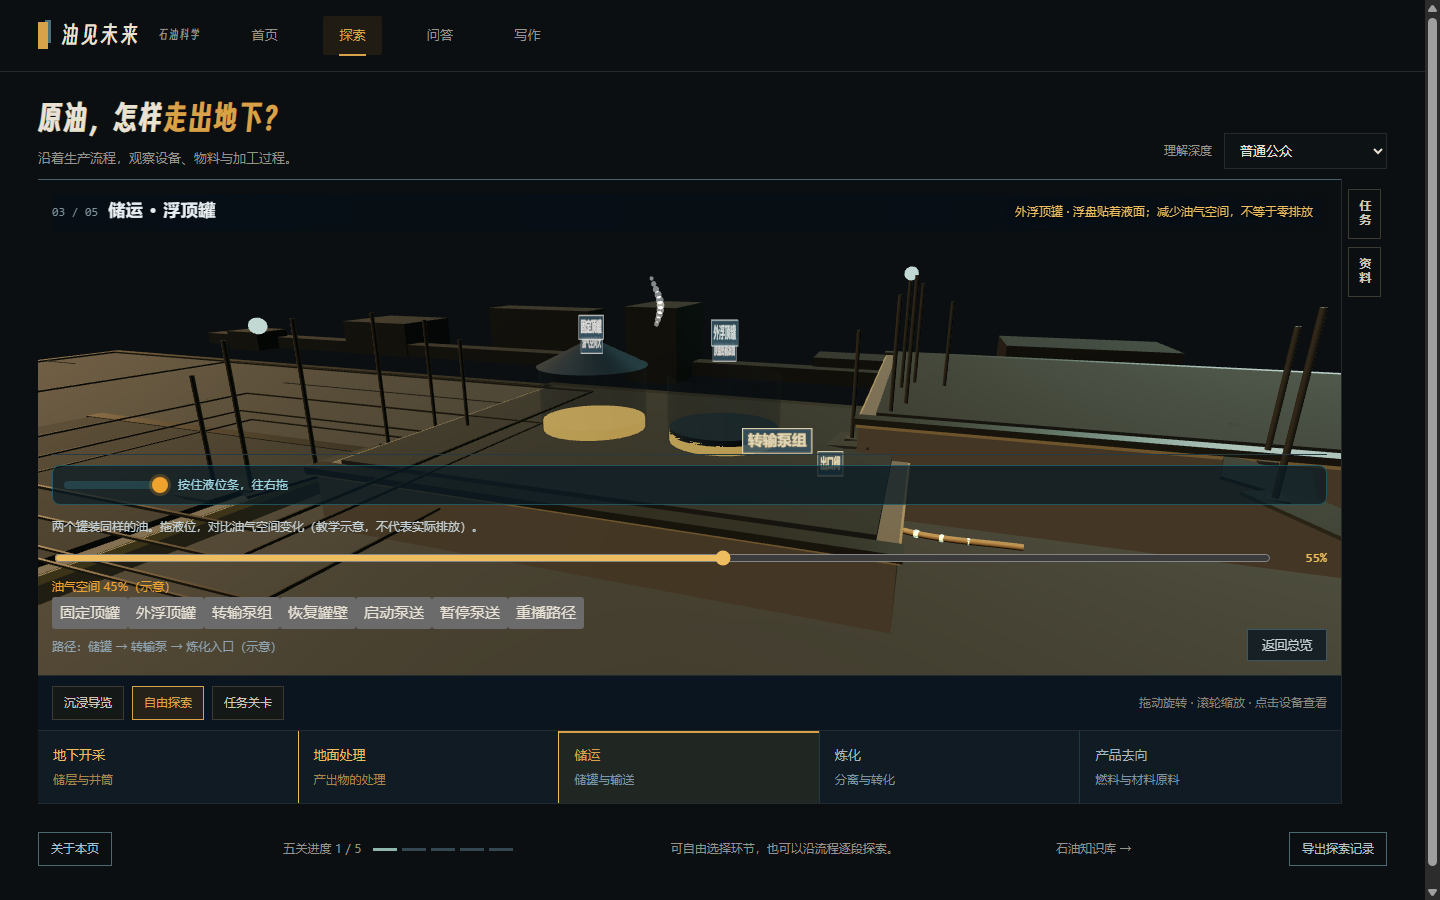 油见未来 石油科学 首页 探索 问答 写作
原油，怎样走出地下？
沿着生产流程，观察设备、物料与加工过程。
理解深度 普通公众
03 / 05 储运 • 浮顶罐
外浮顶罐 · 浮盘贴着液面；减少油气空间，不等于零排放
任务
资料
固定顶罐
外浮顶罐
转输泵组
出口阀
按住液位条，往右拖
两个罐装同样的油。拖液位，对比油气空间变化（教学示意，不代表实际排放）。
55%
油气空间 45%（示意）
固定顶罐 外浮顶罐 转输泵组 恢复罐壁 启动泵送 暂停泵送 重播路径
路径：储罐 → 转输泵 → 炼化入口（示意）
返回总览
沉浸导览 自由探索 任务关卡
拖动旋转 · 滚轮缩放 · 点击设备查看
地下开采 地面处理 储运 炼化 产品去向
储层与井筒 产出物的处理 储罐与输送 分离与转化 燃料与材料原料
关于本页 五关进度 1 / 5 可自由选择环节，也可以沿流程逐段探索。 石油知识库 → 导出探索记录